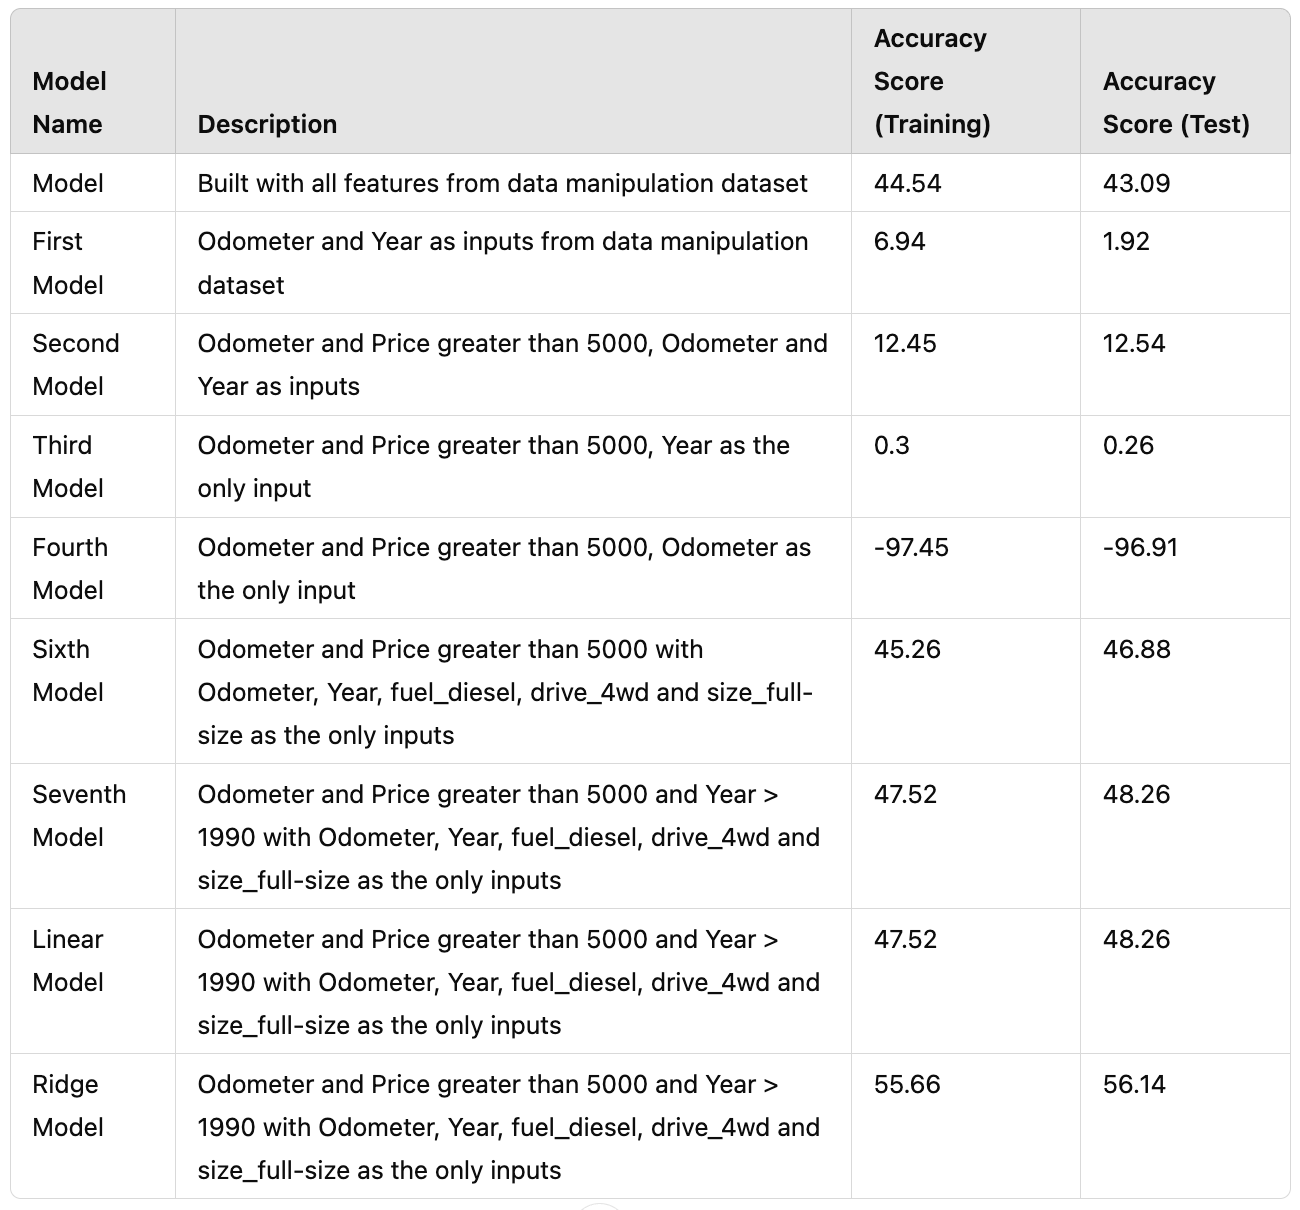 Model Name
Description
Accuracy Score (Training)
Accuracy Score (Test)
Model
Built with all features from data manipulation dataset
44.54
43.09
First
Model
Odometer and Year as inputs from data manipulation
dataset
6.94
1.92
Second
Model
Odometer and Price greater than 5000, Odometer and
Year as inputs
12.45
12.54
Third
Model
Odometer and Price greater than 5000, Year as the
only input
0.3
0.26
Fourth
Model
Odometer and Price greater than 5000, Odometer as
the only input
-97.45
-96.91
Sixth
Model
Odometer and Price greater than 5000 with
Odometer, Year, fuel_diesel, drive_4wd and size_full-
size as the only inputs
45.26
46.88
Seventh
Model
Odometer and Price greater than 5000 and Year >
1990 with Odometer, Year, fuel_diesel, drive_4wd and
size_full-size as the only inputs
47.52
48.26
Linear
Model
Odometer and Price greater than 5000 and Year >
1990 with Odometer, Year, fuel_diesel, drive_4wd and
size_full-size as the only inputs
47.52
48.26
Ridge
Model
Odometer and Price greater than 5000 and Year >
1990 with Odometer, Year, fuel_diesel, drive_4wd and
size_full-size as the only inputs
55.66
56.14